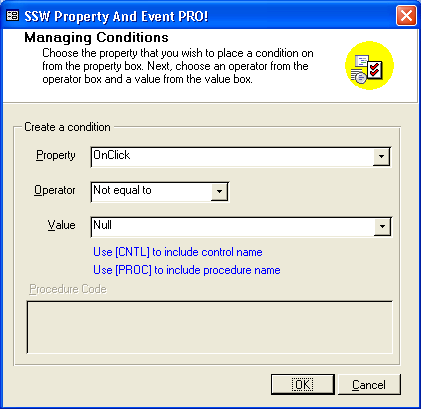 SSW Property And Event PRO!
Managing Conditions
Choose the property that you wish to place a condition on
from the property box. Next, choose an operator from the
operator box and a value from the value box.
Create a condition
Property OnClick
Operator Not equal to
Value Null
Use [CNTL] to include control name
Use [PROC] to include procedure name
Procedure Code
OK Cancel